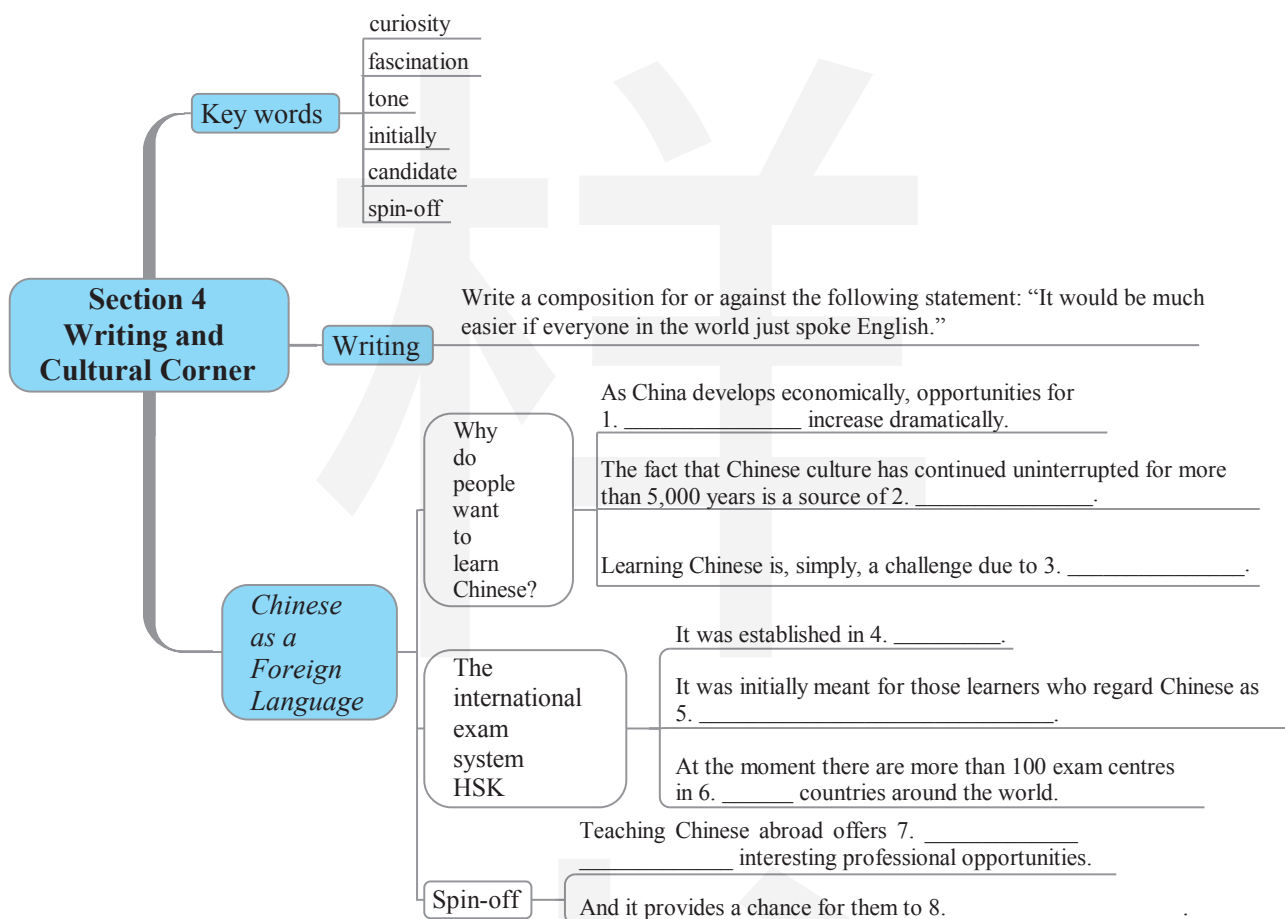 curiosity
fascination
Key words
tone
initially
candidate
spin-off
Section 4
Writing and
Cultural Corner
Writing
Write a composition for or against the following statement: “It would be much
easier if everyone in the world just spoke English.”
Chinese
as a
Foreign
Language
Why
do
people
want
to
learn
Chinese?
As China develops economically, opportunities for
1. ________________ increase dramatically.
The fact that Chinese culture has continued uninterrupted for more
than 5,000 years is a source of 2. ________________.
Learning Chinese is, simply, a challenge due to 3. ________________.
The
international
exam
system
HSK
It was established in 4. __________.
It was initially meant for those learners who regard Chinese as
5. ________________________________.
At the moment there are more than 100 exam centres
in 6. ______ countries around the world.
Spin-off
Teaching Chinese abroad offers 7. ______________
______________ interesting professional opportunities.
And it provides a chance for them to 8. ____________________.
样